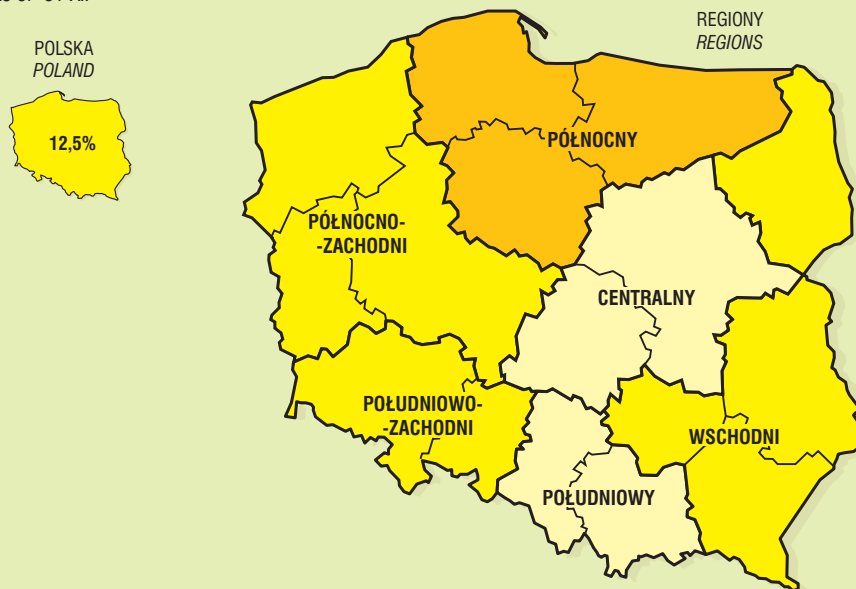 POLSKA
POLAND
12,5%
REGIONY
REGIONS
PÓŁNOCNY
PÓŁNOCNO-
-ZACHODNI
CENTRALNY
POŁUDNIOWO-
-ZACHODNI
WSCHODNI
POŁUDNIOWY